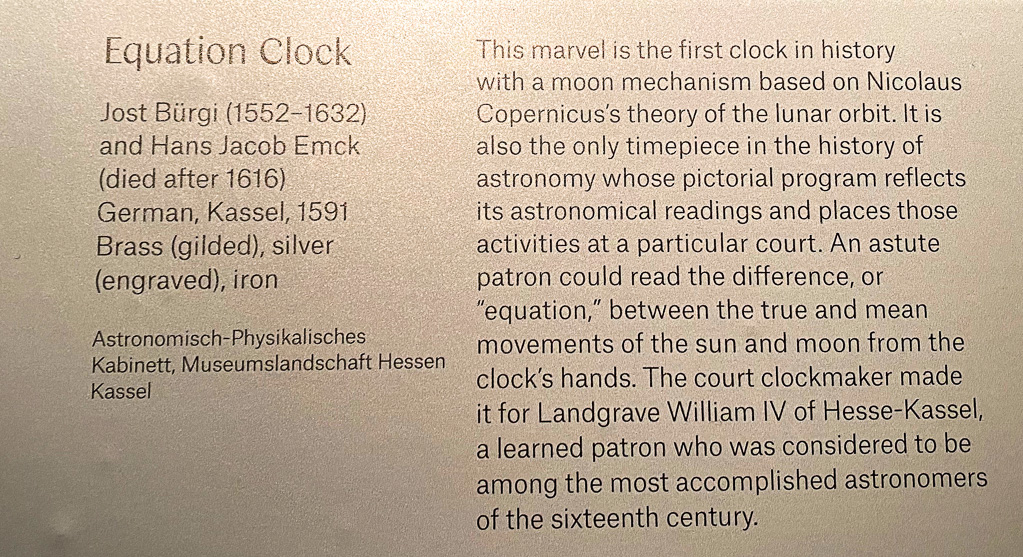 Equation Clock
Jost Bürgi (1552–1632)
and Hans Jacob Emck
(died after 1616)
German, Kassel, 1591
Brass (gilded), silver
(engraved), iron
Astronomisch-Physikalisches
Kabinett, Museumslandschaft Hessen
Kassel
This marvel is the first clock in history
with a moon mechanism based on Nicolaus
Copernicus’s theory of the lunar orbit. It is
also the only timepiece in the history of
astronomy whose pictorial program reflects
its astronomical readings and places those
activities at a particular court. An astute
patron could read the difference, or
“equation,” between the true and mean
movements of the sun and moon from the
clock’s hands. The court clockmaker made
it for Landgrave William IV of Hesse-Kassel,
a learned patron who was considered to be
among the most accomplished astronomers
of the sixteenth century.